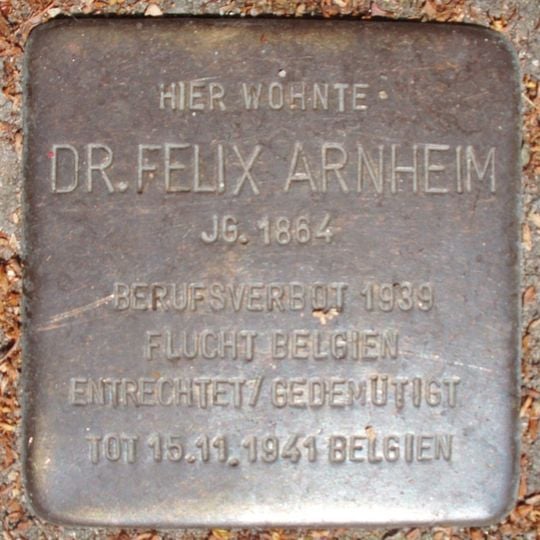 HIER WOHNTE
DR. FELIX ARNHEIM
JG. 1864
BERUFSVERBOT 1939
FLUCHT BELGIEN
ENTRECHTET/GEDEMÜTIGT
TOT 15.11.1941 BELGIEN